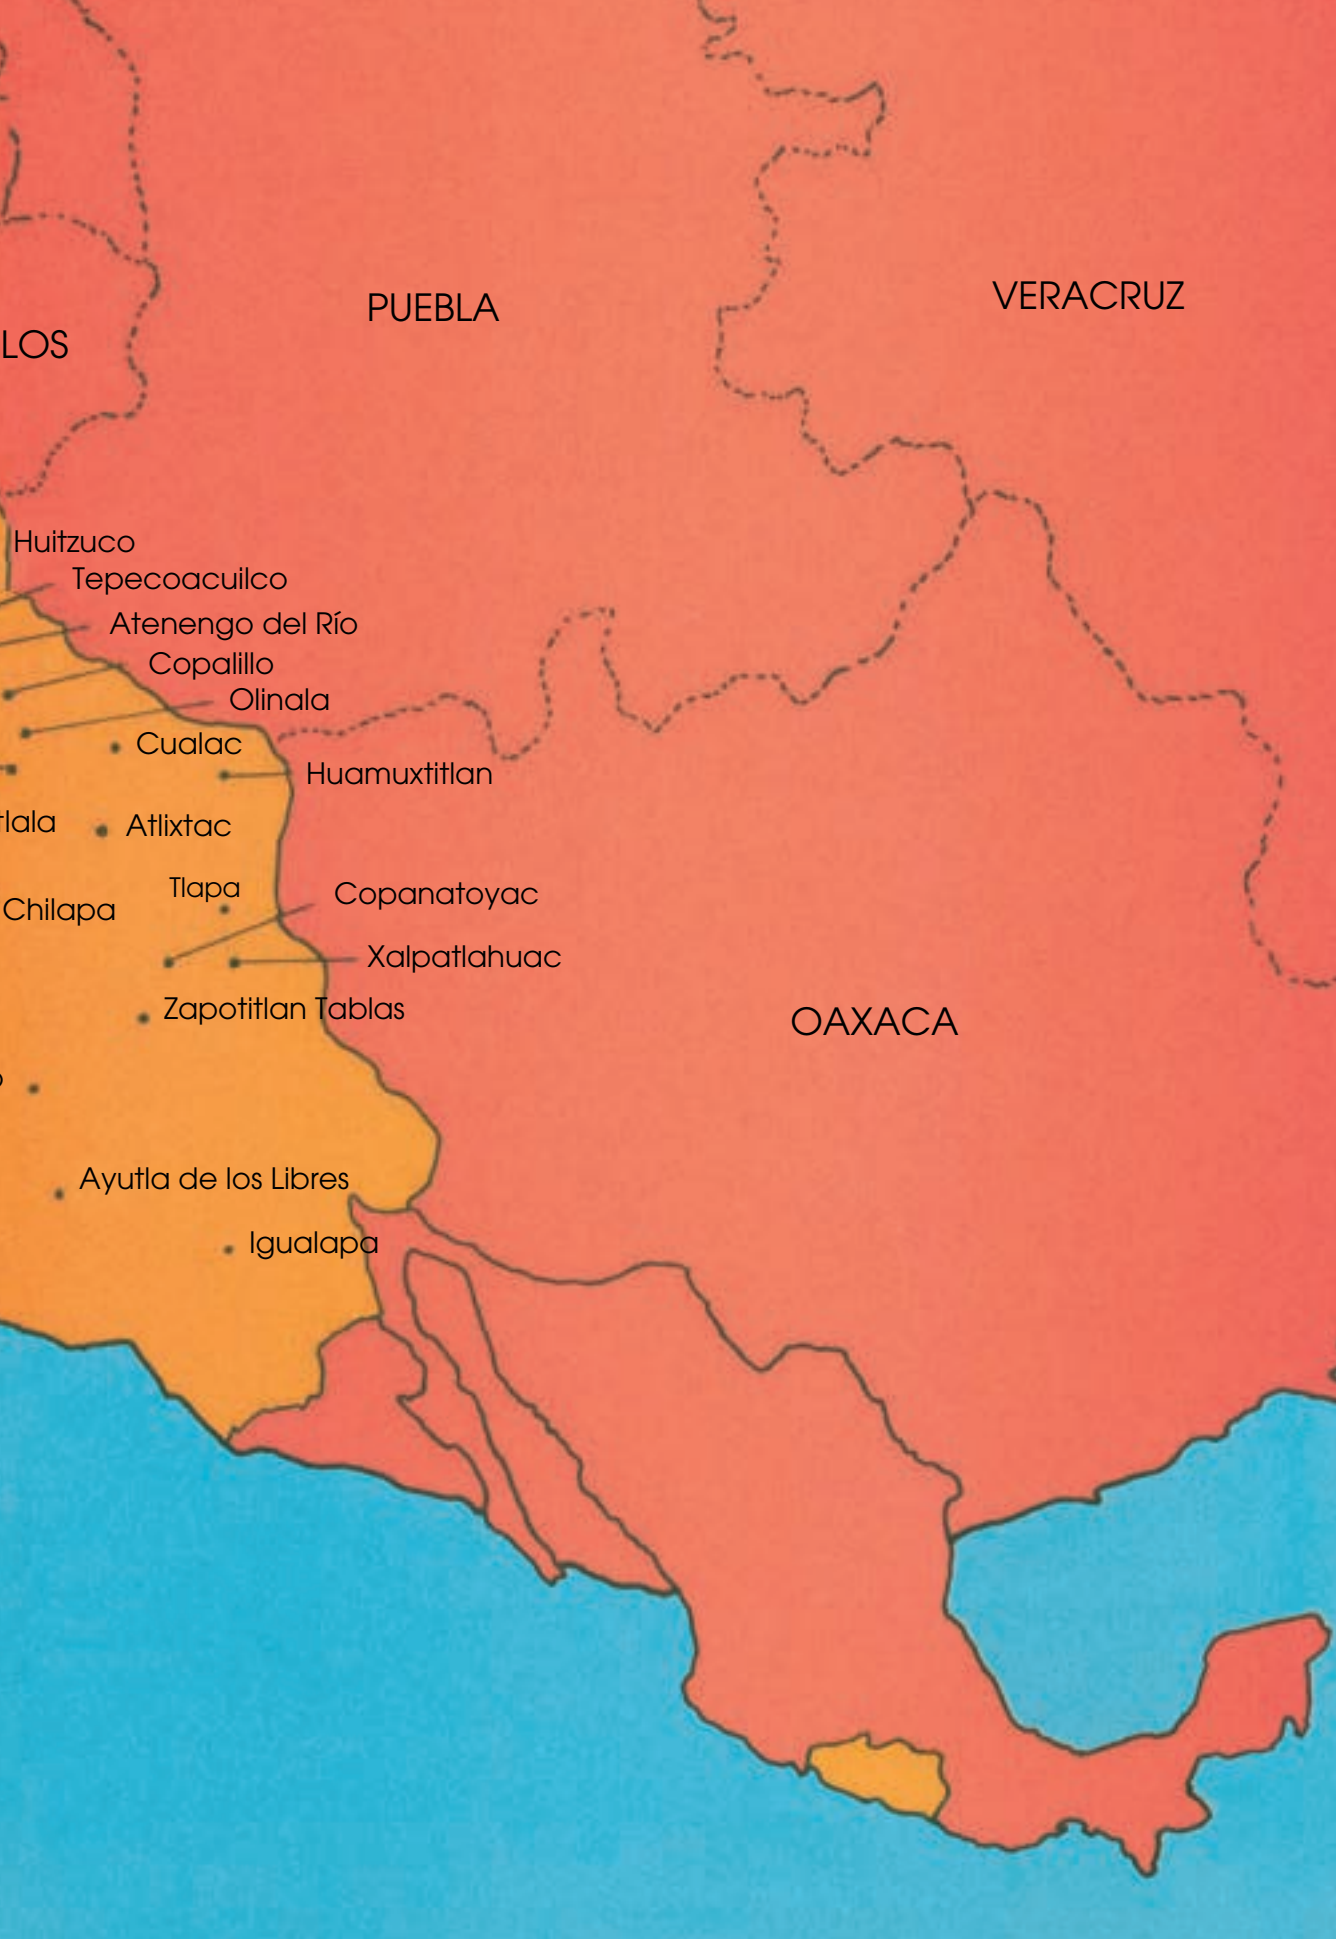 VERACRUZ
PUEBLA
LOS
Huitzuco
Tepecoacuilco
Atenengo del Río
Copalillo
Olinala
Cualac
Huamuxtitlan
tlala
Atlixtac
Tlapa
Copanatoyac
Chilapa
Xalpatlahuac
Zapotitlan Tablas
OAXACA
Ayutla de los Libres
Igualapa